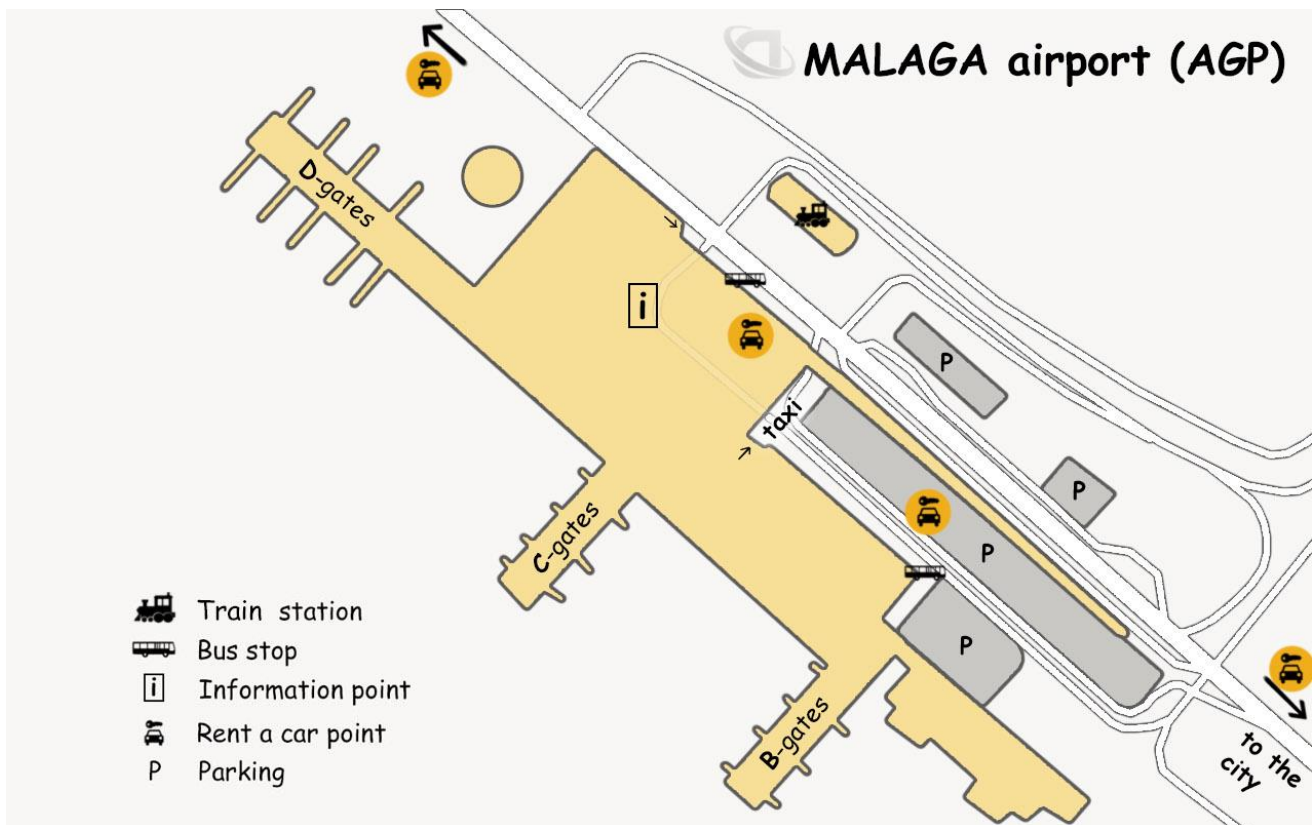 MALAGA airport (AGP)
D-gates
i
P
taxi
P
C-gates
P
P
B-gates
to the
city
Train station
Bus stop
i Information point
Rent a car point
P Parking